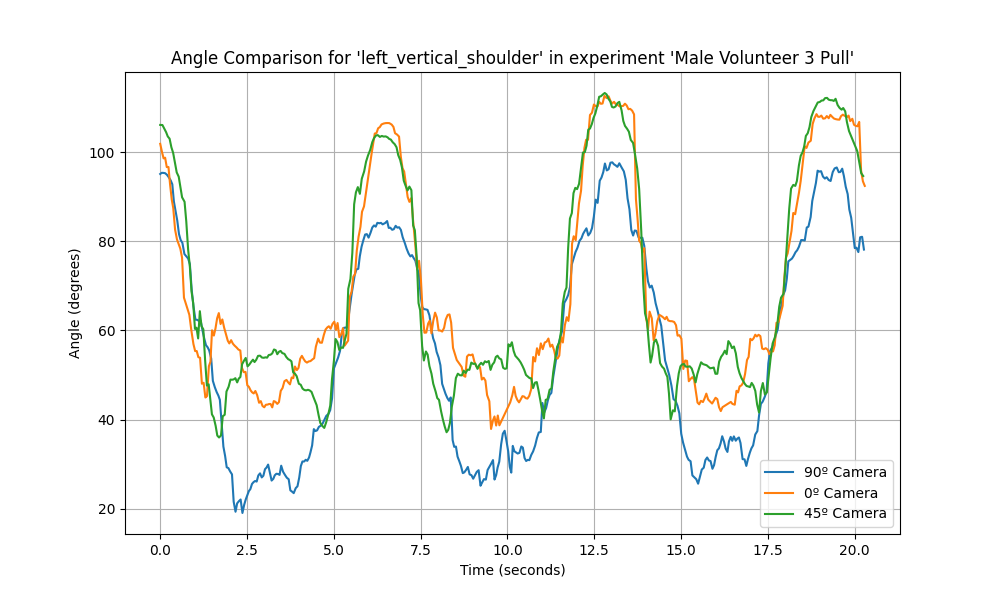 Angle Comparison for 'left_vertical_shoulder' in experiment 'Male Volunteer 3 Pull'
Angle (degrees)
100
80
60
40
20
0.0 2.5 5.0 7.5 10.0 12.5 15.0 17.5 20.0
Time (seconds)
90º Camera
0º Camera
45º Camera